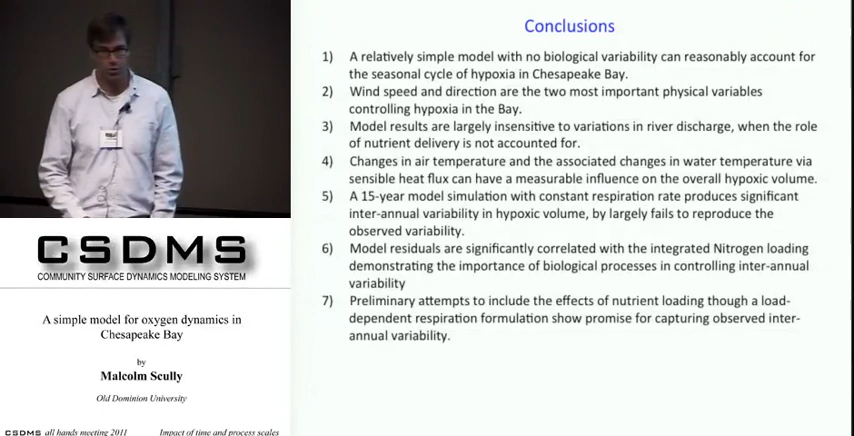 Conclusions
1) A relatively simple model with no biological variability can reasonably account for
the seasonal cycle of hypoxia in Chesapeake Bay.
2) Wind speed and direction are the two most important physical variables
controlling hypoxia in the Bay.
3) Model results are largely insensitive to variations in river discharge, when the role
of nutrient delivery is not accounted for.
4) Changes in air temperature and the associated changes in water temperature via
sensible heat flux can have a measurable influence on the overall hypoxic volume.
5) A 15-year model simulation with constant respiration rate produces significant
inter-annual variability in hypoxic volume, by largely fails to reproduce the
observed variability.
6) Model residuals are significantly correlated with the integrated Nitrogen loading
demonstrating the importance of biological processes in controlling inter-annual
variability
7) Preliminary attempts to include the effects of nutrient loading though a load-
dependent respiration formulation show promise for capturing observed inter-
annual variability.
CSDMS
COMMUNITY SURFACE DYNAMICS MODELING SYSTEM
A simple model for oxygen dynamics in
Chesapeake Bay
by
Malcolm Scully
Old Dominion University
CSDMS all hands meeting 2011 Impact of time and process scales